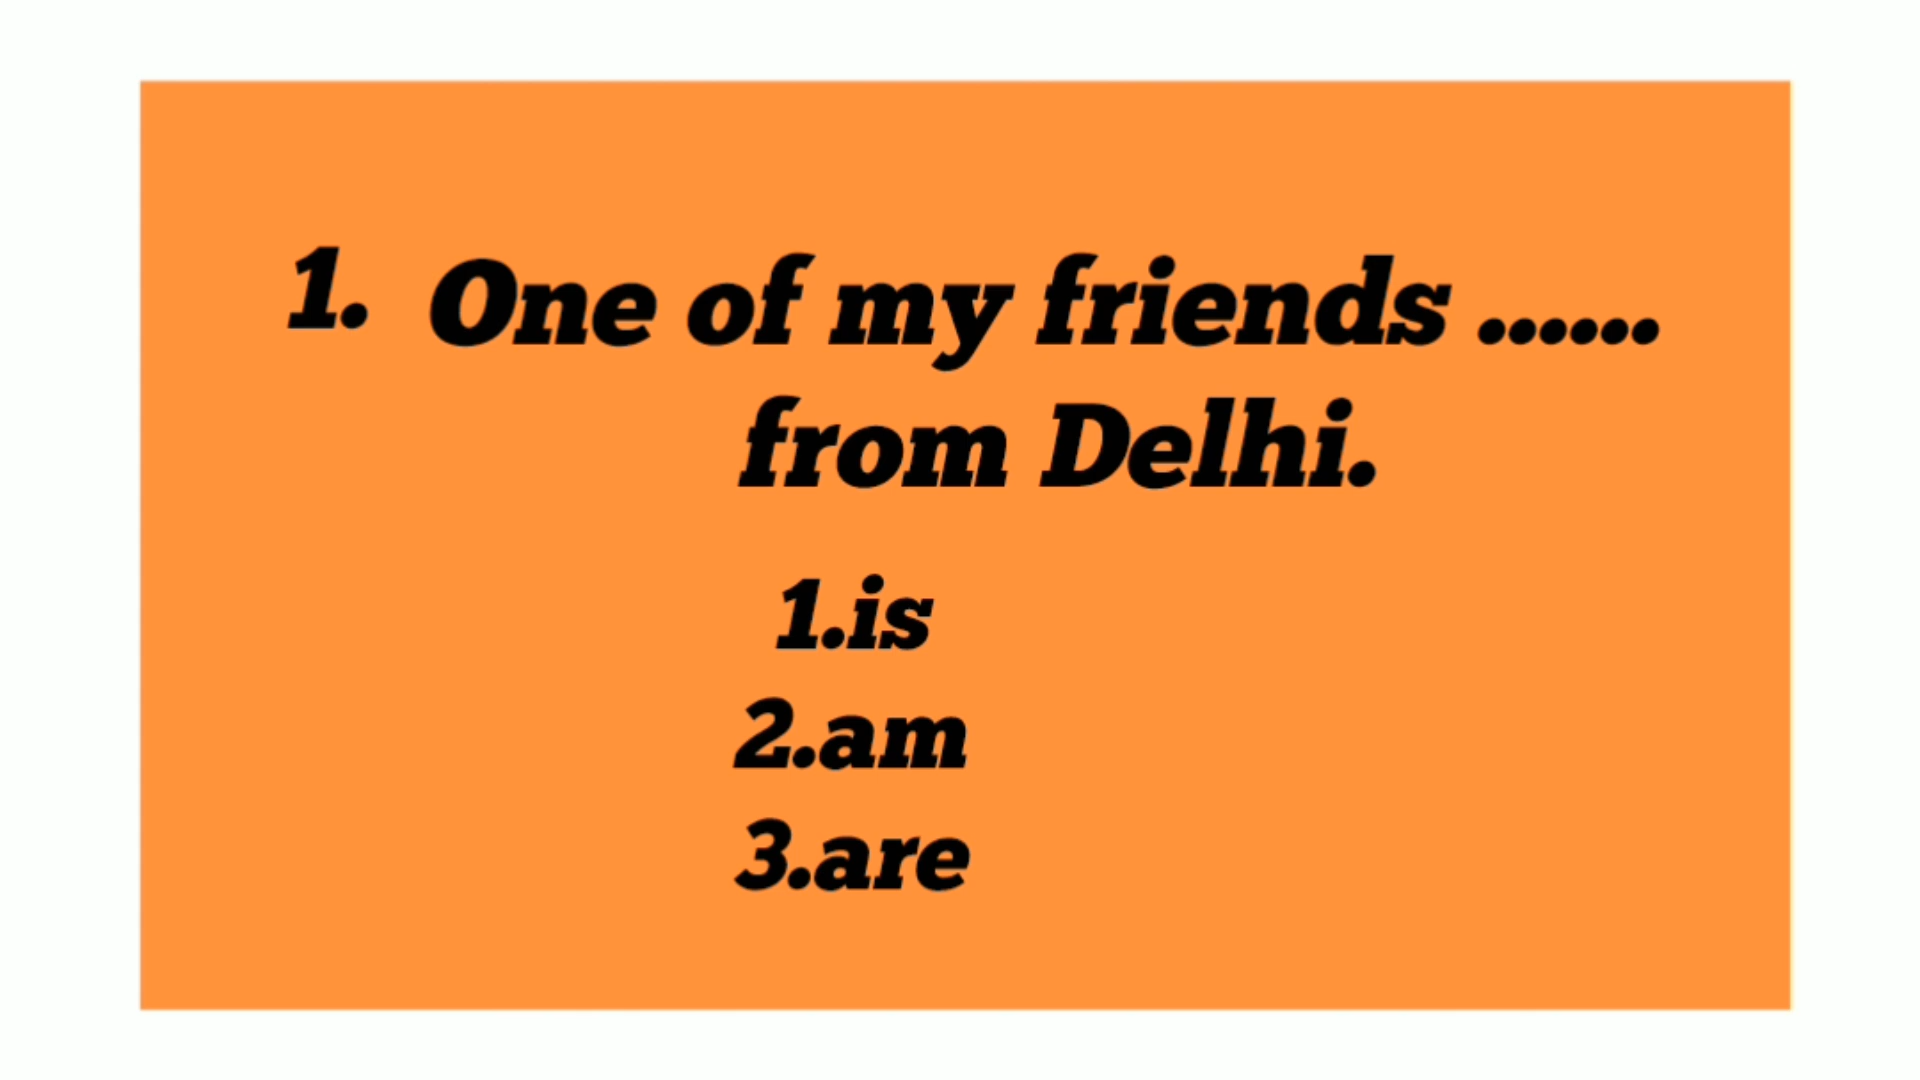 1. One of my friends ......
from Delhi.
1.is
2.am
3.are